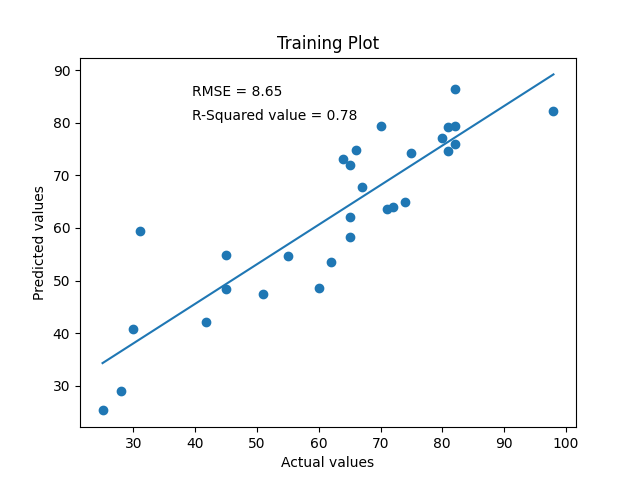 Training Plot
90
80
70
60
50
40
30
RMSE = 8.65
R-Squared value = 0.78
Predicted values
30 40 50 60 70 80 90 100
Actual values